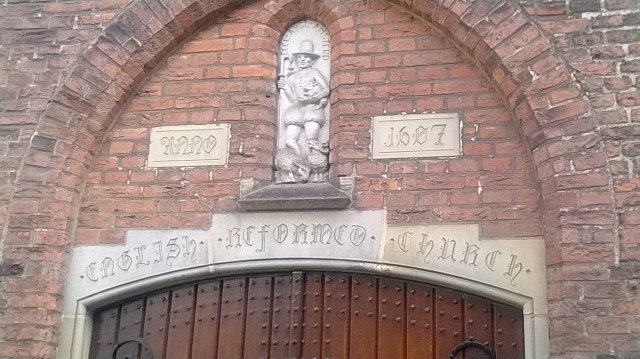 ANNO 1607
·ENGLISH· ·REFORMED· ·CHURCH·